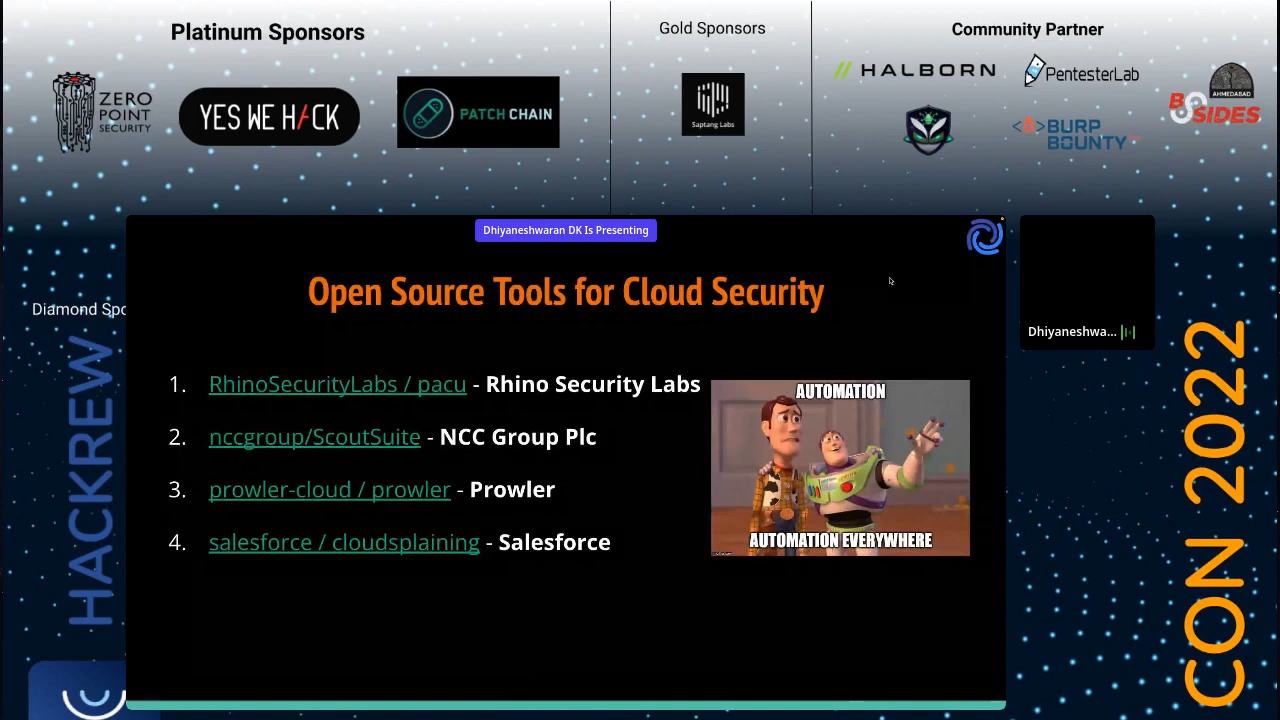 Platinum Sponsors
Gold Sponsors
Community Partner
ZERO
POINT
SECURITY
YES WE H/CK
PATCH CHAIN
Saptang Labs
HALBORN
PentesterLab
BURP
BOUNTY
AHMEDABAD
BSIDES
Dhiyaneshwaran DK Is Presenting
Diamond Spo
HACKREW
Open Source Tools for Cloud Security
1. RhinoSecurityLabs / pacu - Rhino Security Labs
2. nccgroup/ScoutSuite - NCC Group Plc
3. prowler-cloud / prowler - Prowler
4. salesforce / cloudsplaining - Salesforce
AUTOMATION
AUTOMATION EVERYWHERE
Dhiyaneshwa...
CON 2022